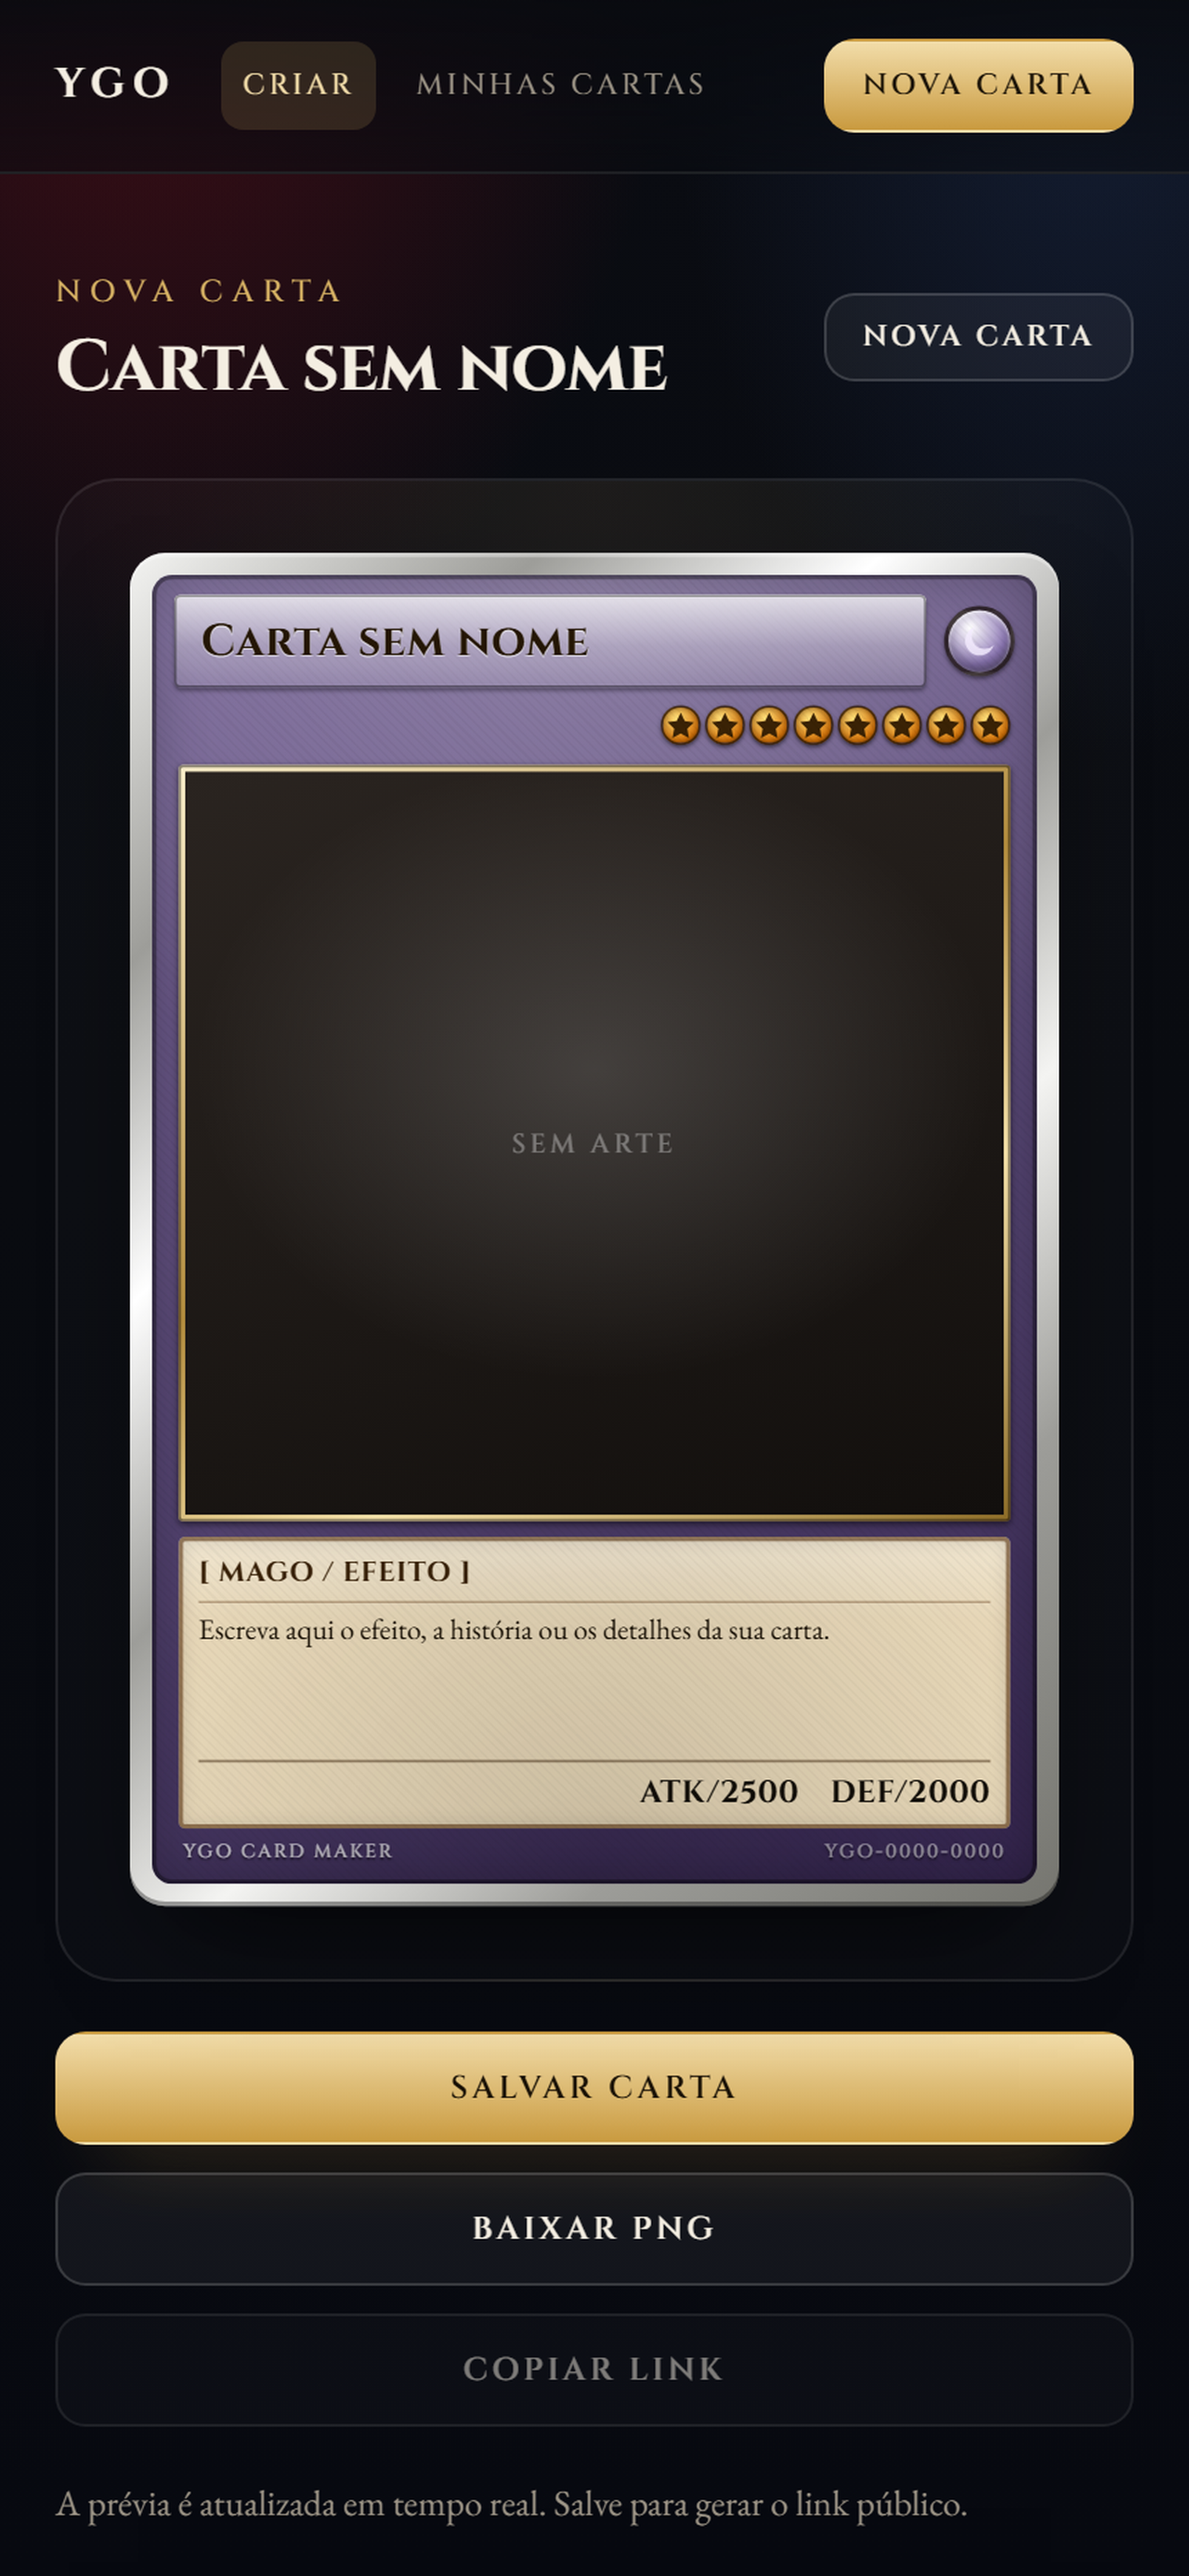 YGO CRIAR MINHAS CARTAS NOVA CARTA
NOVA CARTA
Carta sem nome
NOVA CARTA
Carta sem nome
SEM ARTE
[ MAGO / EFEITO ]
Escreva aqui o efeito, a história ou os detalhes da sua carta.
ATK/2500 DEF/2000
YGO CARD MAKER YGO-0000-0000
SALVAR CARTA
BAIXAR PNG
COPIAR LINK
A prévia é atualizada em tempo real. Salve para gerar o link público.